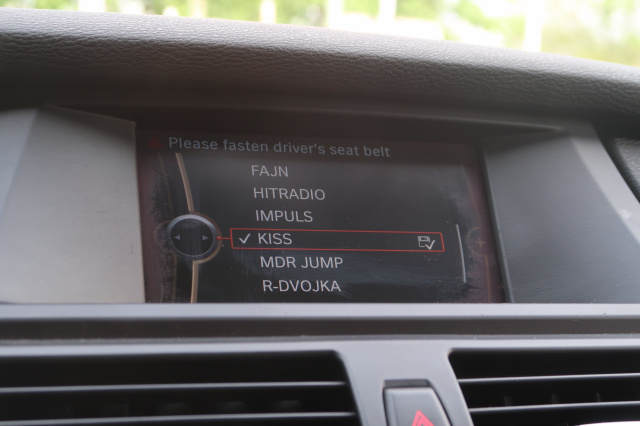 Please fasten driver's seat belt
FAJN
HITRADIO
IMPULS
KISS
MDR JUMP
R-DVOJKA